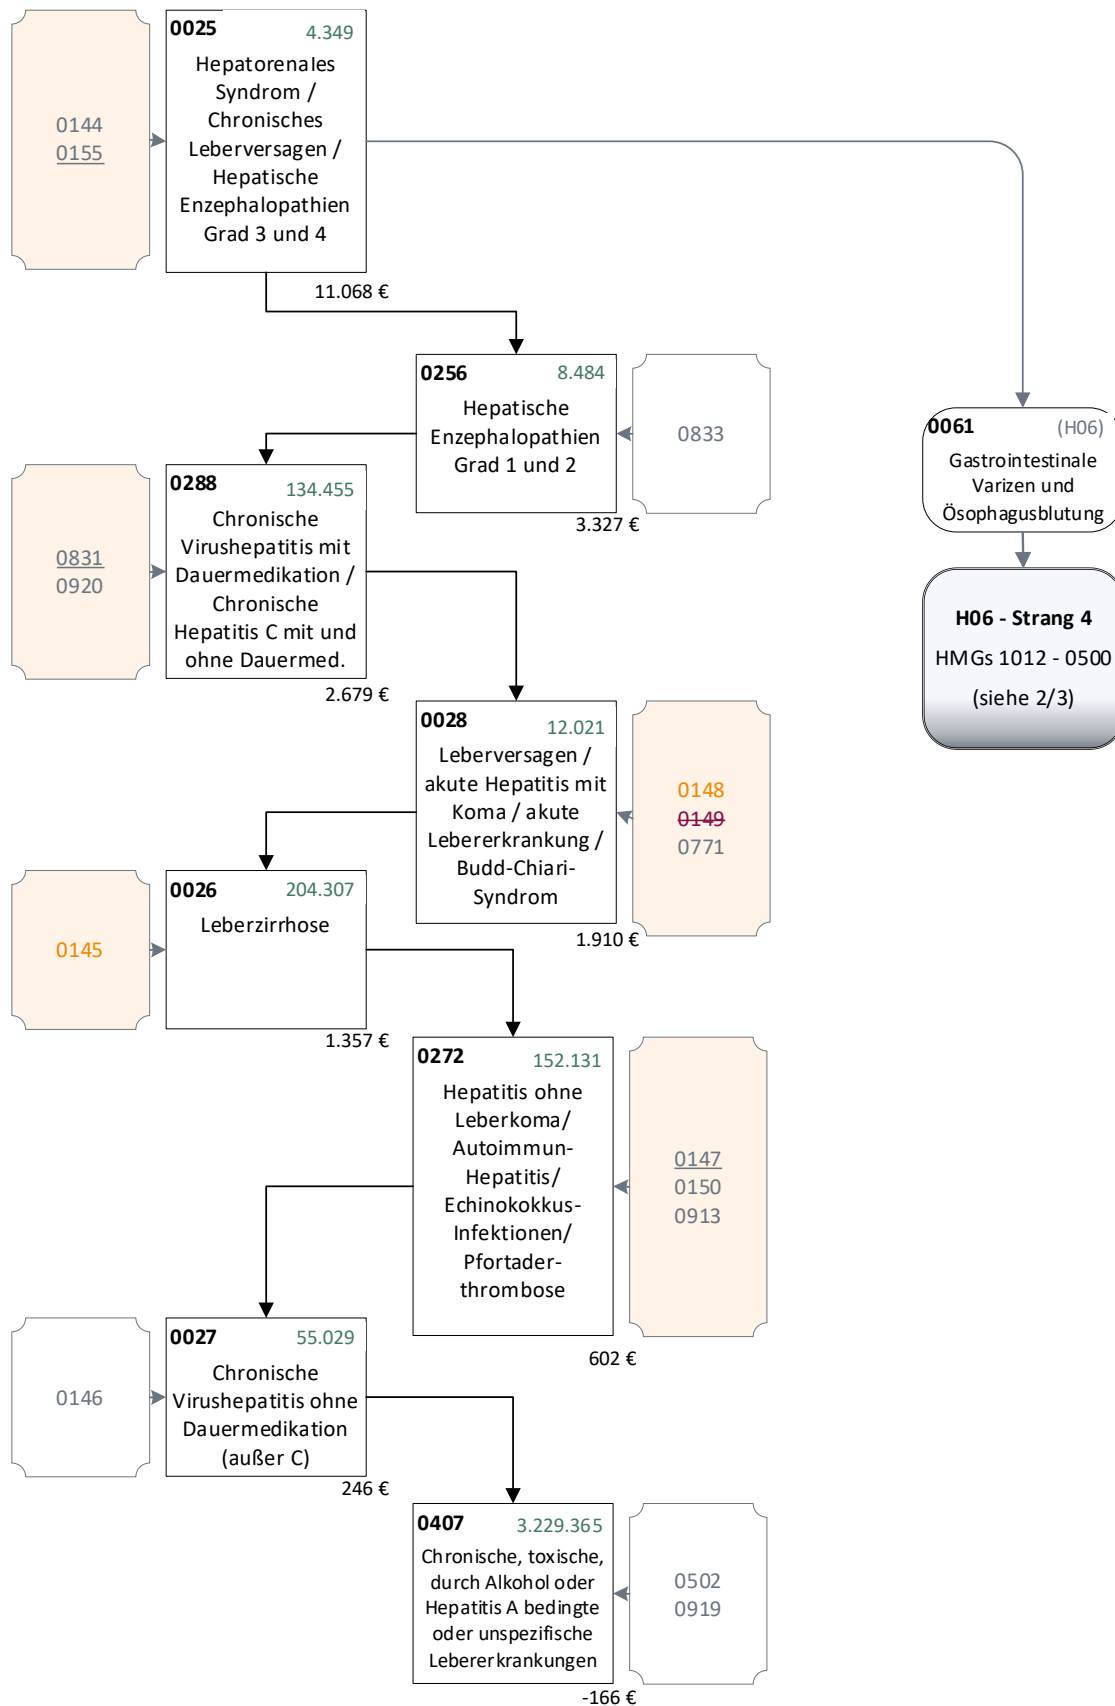 0144
0155
0025
4.349
Hepatorenales
Syndrom /
Chronisches
Leberversagen /
Hepatische
Enzephalopathien
Grad 3 und 4
11.068 €
0256
8.484
Hepatische
Enzephalopathien
Grad 1 und 2
3.327 €
0833
0061
(H06)
Gastrointestinale
Varizen und
Ösophagusblutung
H06 - Strang 4
HMGs 1012 - 0500
(siehe 2/3)
0831
0920
0288
134.455
Chronische
Virushepatitis mit
Dauermedikation /
Chronische
Hepatitis C mit und
ohne Dauermed.
2.679 €
0028
12.021
Leberversagen /
akute Hepatitis mit
Koma / akute
Lebererkrankung /
Budd-Chiari-
Syndrom
1.910 €
0148
0149
0771
0145
0026
204.307
Leberzirrhose
1.357 €
0272
152.131
Hepatitis ohne
Leberkoma/
Autoimmun-
Hepatitis/
Echinokokkus-
Infektionen/
Pfortader-
thrombose
602 €
0147
0150
0913
0146
0027
55.029
Chronische
Virushepatitis ohne
Dauermedikation
(außer C)
246 €
0407
3.229.365
Chronische, toxische,
durch Alkohol oder
Hepatitis A bedingte
oder unspezifische
Lebererkrankungen
-166 €
0502
0919